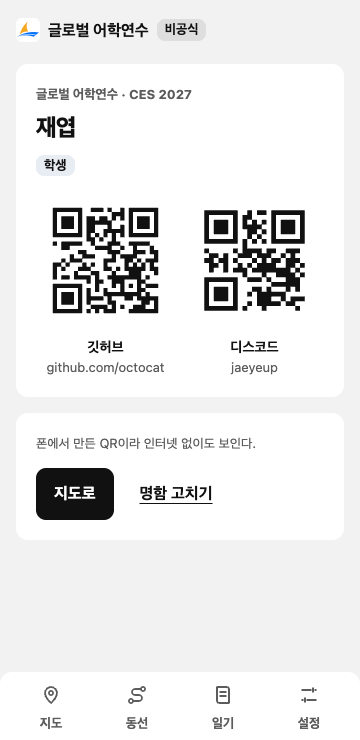 글로벌 어학연수 비공식
글로벌 어학연수 · CES 2027
재엽
학생
깃허브
github.com/octocat
디스코드
jaeyeup
폰에서 만든 QR이라 인터넷 없이도 보인다.
지도로 명함 고치기
지도 동선 일기 설정